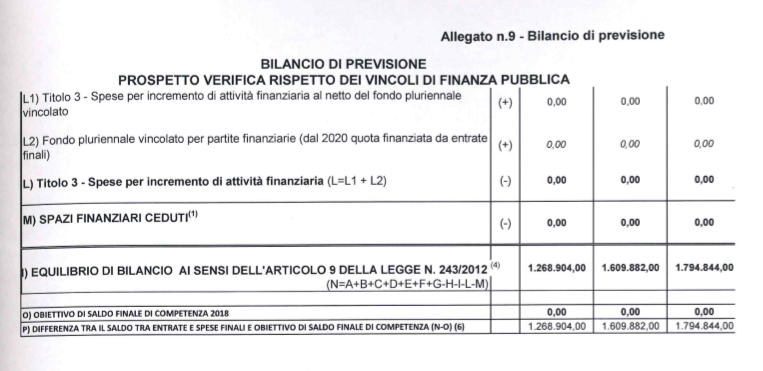 Allegato n.9 - Bilancio di previsione
BILANCIO DI PREVISIONE
PROSPETTO VERIFICA RISPETTO DEI VINCOLI DI FINANZA PUBBLICA
L1) Titolo 3 - Spese per incremento di attività finanziaria al netto del fondo pluriennale
vincolato (+) 0,00 0,00 0,00
L2) Fondo pluriennale vincolato per partite finanziarie (dal 2020 quota finanziata da entrate
finali) (+) 0,00 0,00 0,00
L) Titolo 3 - Spese per incremento di attività finanziaria (L=L1 + L2) (-) 0,00 0,00 0,00
M) SPAZI FINANZIARI CEDUTI(1) (-) 0,00 0,00 0,00
I) EQUILIBRIO DI BILANCIO AI SENSI DELL'ARTICOLO 9 DELLA LEGGE N. 243/2012 (4) 1.268.904,00 1.609.882,00 1.794.844,00
(N=A+B+C+D+E+F+G-H-I-L-M)
O) OBIETTIVO DI SALDO FINALE DI COMPETENZA 2018 0,00 0,00 0,00
P) DIFFERENZA TRA IL SALDO TRA ENTRATE E SPESE FINALI E OBIETTIVO DI SALDO FINALE DI COMPETENZA (N-O) (6) 1.268.904,00 1.609.882,00 1.794.844,00